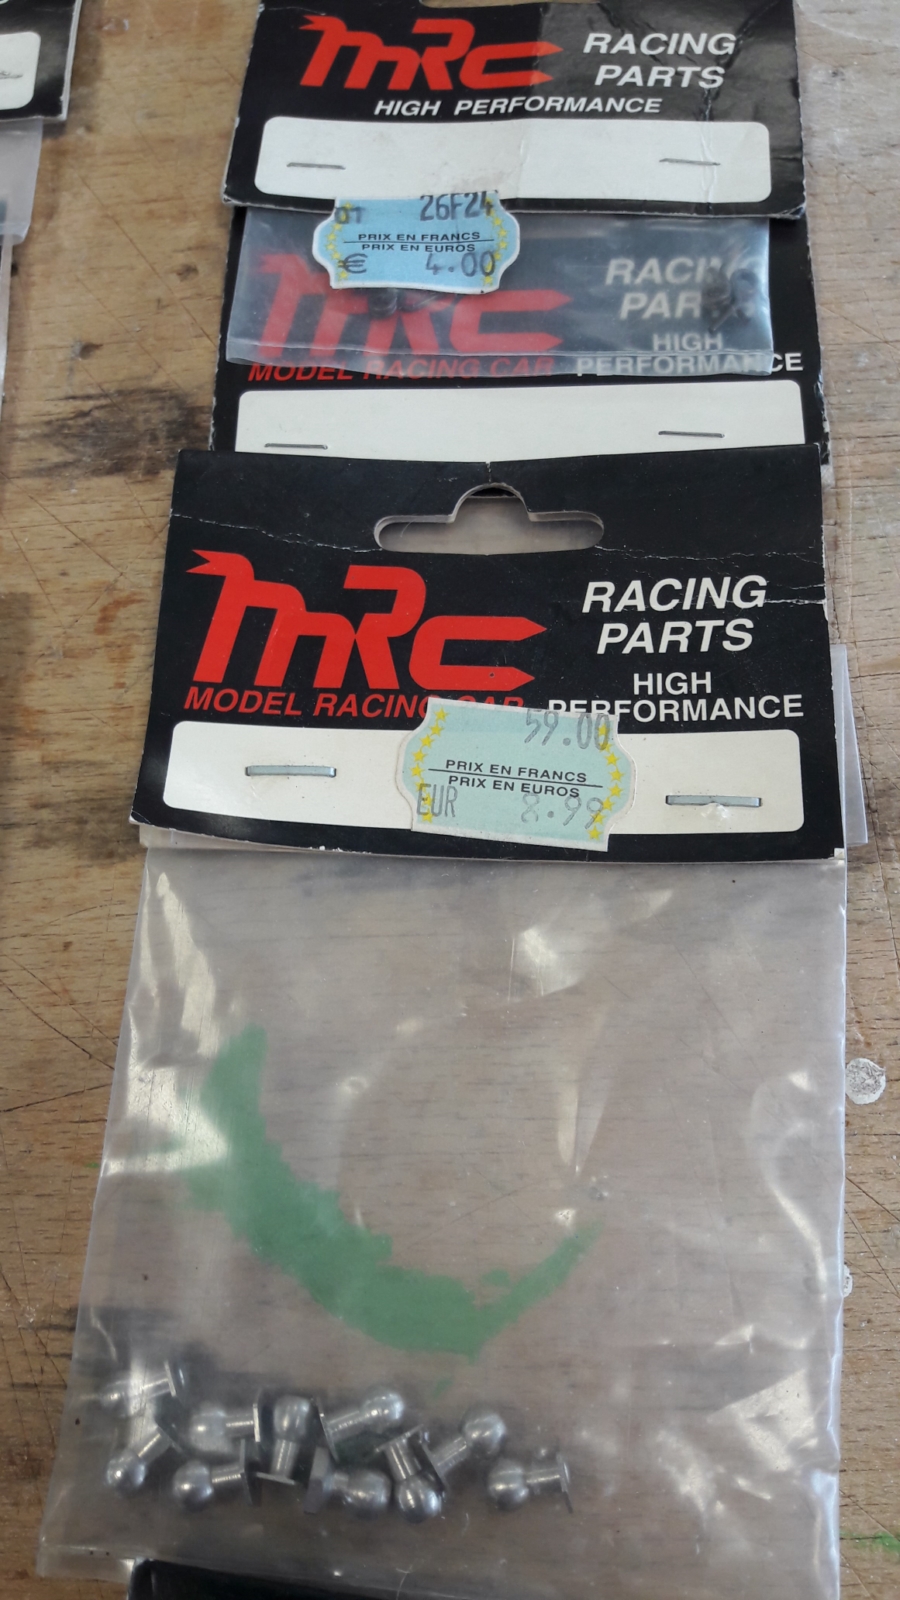 mRc RACING
PARTS
HIGH PERFORMANCE
26F24
PRIX EN FRANCS
PRIX EN EUROS
€ 4.00
mRc RACING
PARTS
HIGH
MODEL RACING CAR PERFORMANCE
mRc RACING
PARTS
HIGH
MODEL RACING CAR PERFORMANCE
59.00
PRIX EN FRANCS
PRIX EN EUROS
EUR 8.99